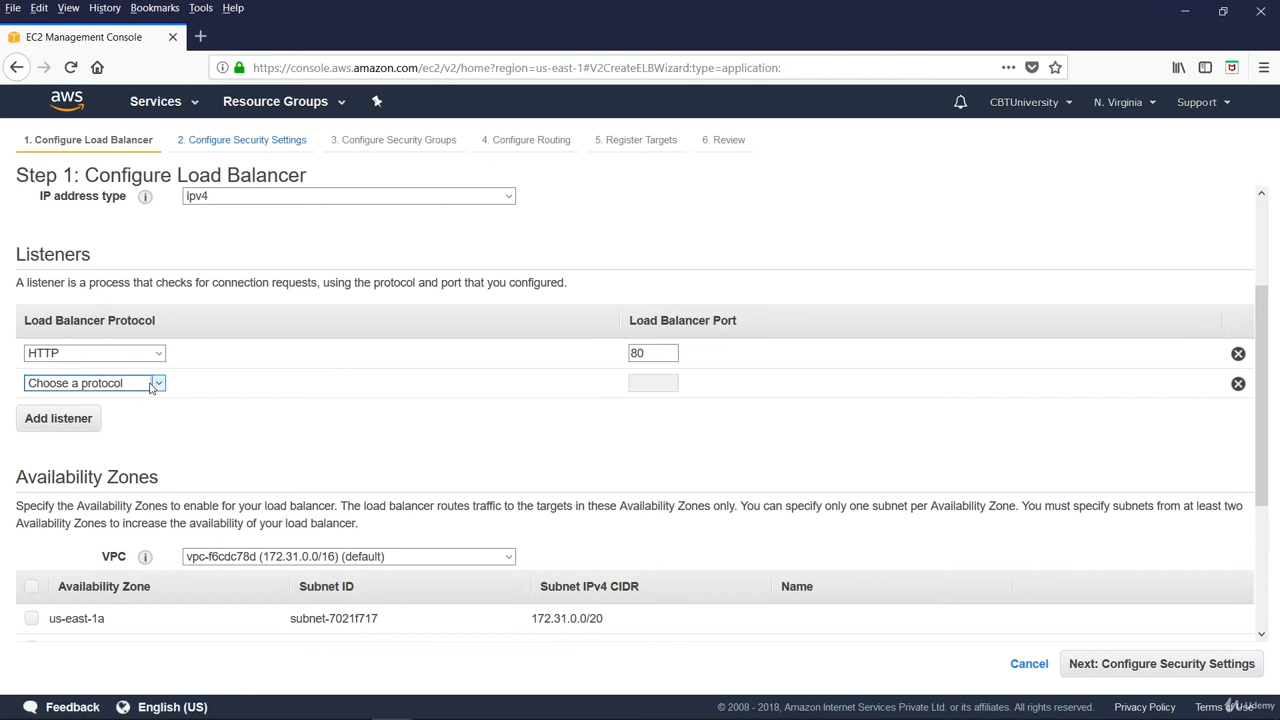 File Edit View History Bookmarks Tools Help
EC2 Management Console
https://console.aws.amazon.com/ec2/v2/home?region=us-east-1#V2CreateELBWizard:type=application:
aws Services Resource Groups CBTUniversity N. Virginia Support
1. Configure Load Balancer 2. Configure Security Settings 3. Configure Security Groups 4. Configure Routing 5. Register Targets 6. Review
Step 1: Configure Load Balancer
IP address type i ipv4
Listeners
A listener is a process that checks for connection requests, using the protocol and port that you configured.
Load Balancer Protocol Load Balancer Port
HTTP 80
Choose a protocol
Add listener
Availability Zones
Specify the Availability Zones to enable for your load balancer. The load balancer routes traffic to the targets in these Availability Zones only. You can specify only one subnet per Availability Zone. You must specify subnets from at least two
Availability Zones to increase the availability of your load balancer.
VPC i vpc-f6cdc78d (172.31.0.0/16) (default)
Availability Zone Subnet ID Subnet IPv4 CIDR Name
us-east-1a subnet-7021f717 172.31.0.0/20
Cancel Next: Configure Security Settings
Feedback English (US) © 2008 - 2018, Amazon Internet Services Private Ltd. or its affiliates. All rights reserved. Privacy Policy Terms of Use
Udemy